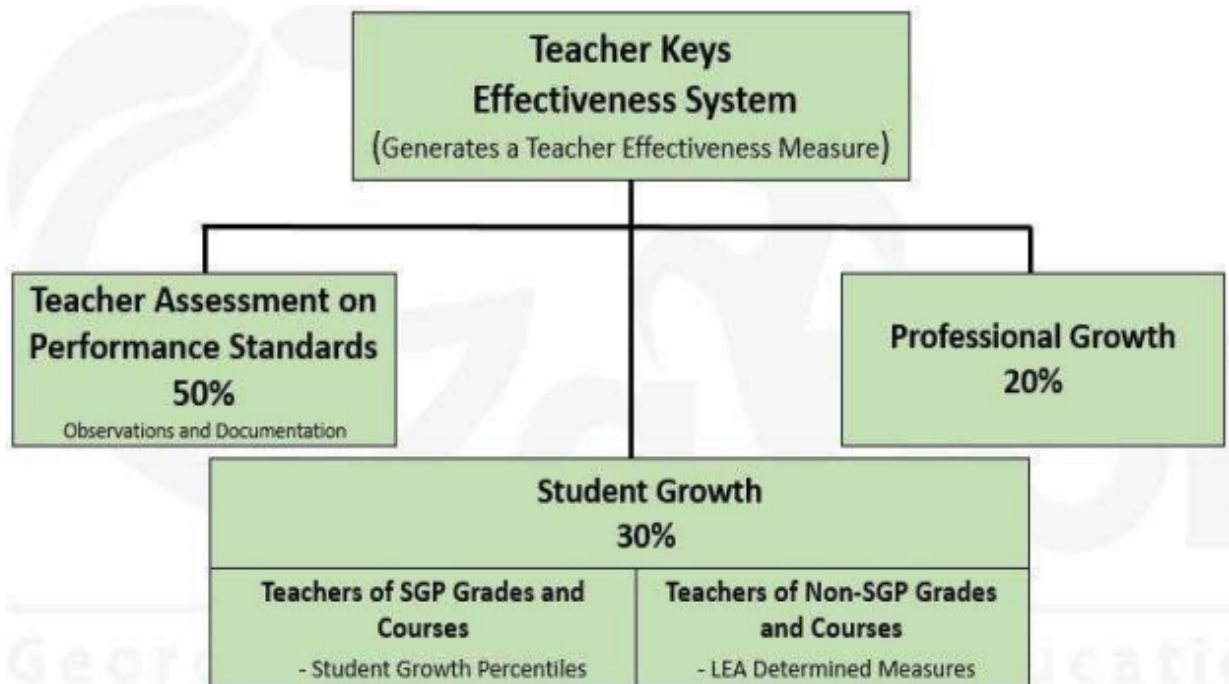 Teacher Keys
Effectiveness System
(Generates a Teacher Effectiveness Measure)
Teacher Assessment on
Performance Standards
50%
Observations and Documentation
Professional Growth
20%
Student Growth
30%
Teachers of SGP Grades and
Courses
- Student Growth Percentiles
Teachers of Non-SGP Grades
and Courses
- LEA Determined Measures